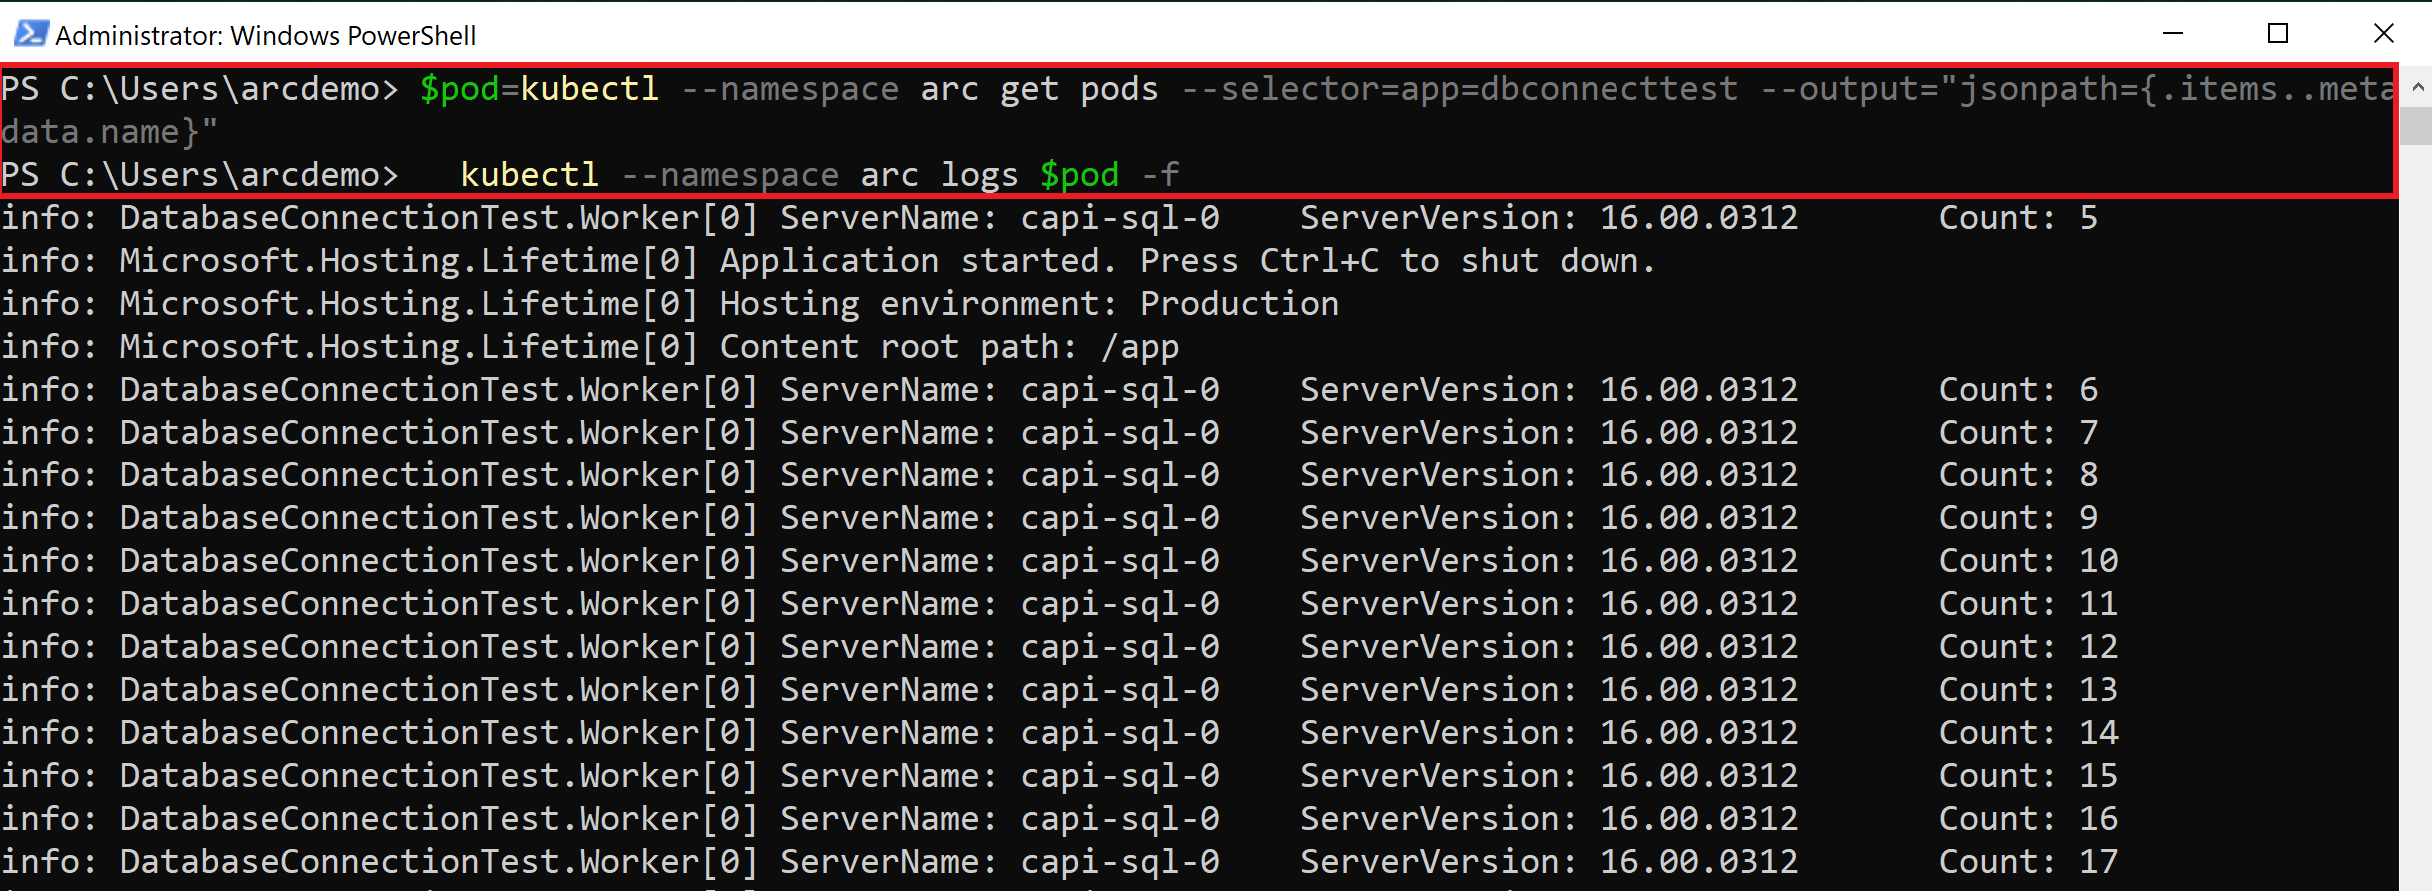 Administrator: Windows PowerShell
PS C:\Users\arcdemo> $pod=kubectl --namespace arc get pods --selector=app=dbconnecttest --output="jsonpath={.items..meta
data.name}"
PS C:\Users\arcdemo>   kubectl --namespace arc logs $pod -f
info: DatabaseConnectionTest.Worker[0] ServerName: capi-sql-0    ServerVersion: 16.00.0312       Count: 5
info: Microsoft.Hosting.Lifetime[0] Application started. Press Ctrl+C to shut down.
info: Microsoft.Hosting.Lifetime[0] Hosting environment: Production
info: Microsoft.Hosting.Lifetime[0] Content root path: /app
info: DatabaseConnectionTest.Worker[0] ServerName: capi-sql-0    ServerVersion: 16.00.0312       Count: 6
info: DatabaseConnectionTest.Worker[0] ServerName: capi-sql-0    ServerVersion: 16.00.0312       Count: 7
info: DatabaseConnectionTest.Worker[0] ServerName: capi-sql-0    ServerVersion: 16.00.0312       Count: 8
info: DatabaseConnectionTest.Worker[0] ServerName: capi-sql-0    ServerVersion: 16.00.0312       Count: 9
info: DatabaseConnectionTest.Worker[0] ServerName: capi-sql-0    ServerVersion: 16.00.0312       Count: 10
info: DatabaseConnectionTest.Worker[0] ServerName: capi-sql-0    ServerVersion: 16.00.0312       Count: 11
info: DatabaseConnectionTest.Worker[0] ServerName: capi-sql-0    ServerVersion: 16.00.0312       Count: 12
info: DatabaseConnectionTest.Worker[0] ServerName: capi-sql-0    ServerVersion: 16.00.0312       Count: 13
info: DatabaseConnectionTest.Worker[0] ServerName: capi-sql-0    ServerVersion: 16.00.0312       Count: 14
info: DatabaseConnectionTest.Worker[0] ServerName: capi-sql-0    ServerVersion: 16.00.0312       Count: 15
info: DatabaseConnectionTest.Worker[0] ServerName: capi-sql-0    ServerVersion: 16.00.0312       Count: 16
info: DatabaseConnectionTest.Worker[0] ServerName: capi-sql-0    ServerVersion: 16.00.0312       Count: 17